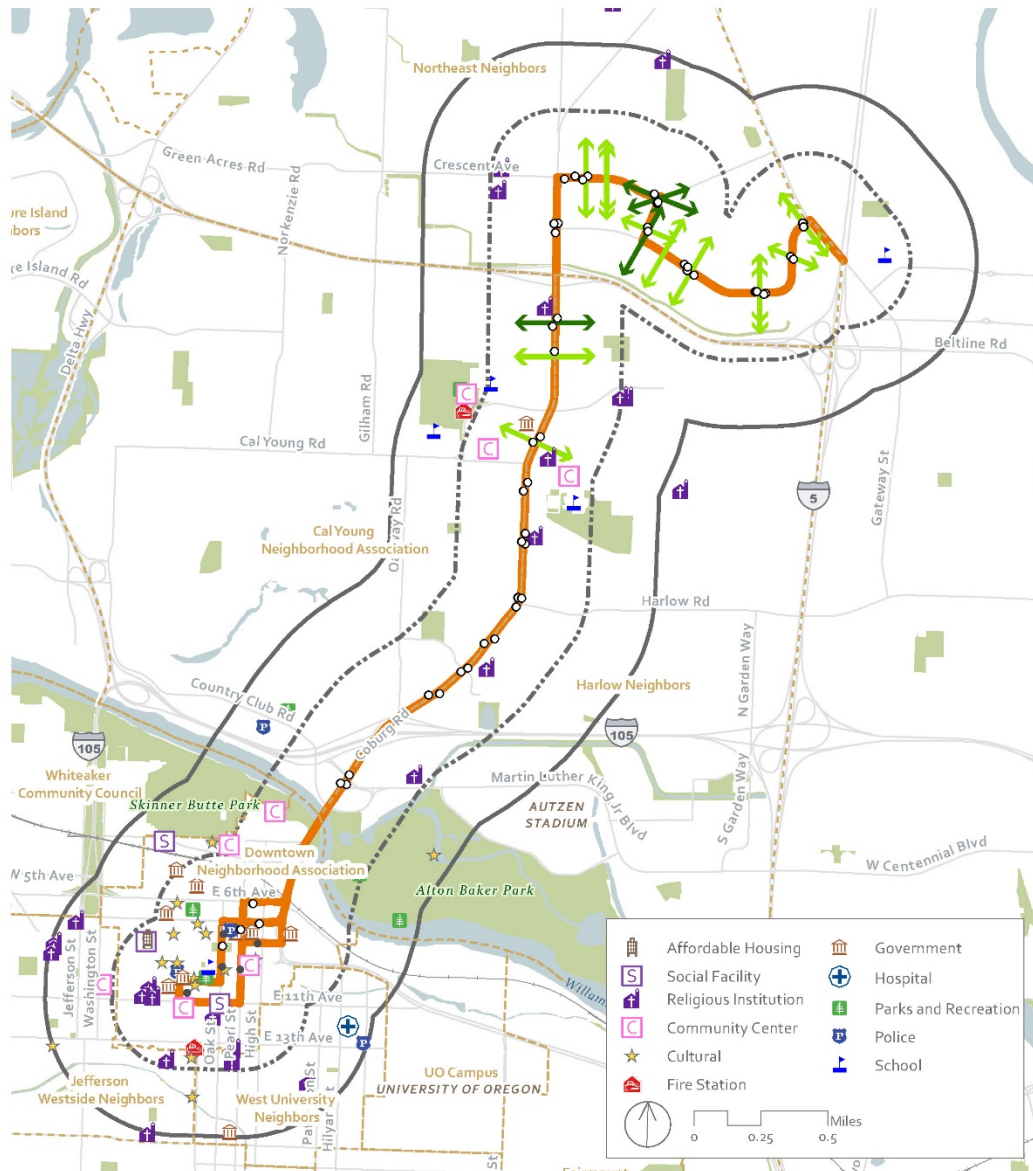 Northeast Neighbors
Green Acres Rd
Crescent Ave
Norkenzie Rd
ure Island
bors
re Island Rd
Delta Hwy
Beltline Rd
Gilham Rd
Cal Young Rd
Gateway St
5
Cal Young
Neighborhood Association
Harlow Rd
N Garden Way
Harlow Neighbors
Country Club Rd
P
Coburg Rd
105
105
Whiteaker
Community Council
Martin Luther King Jr Blvd
S Garden Way
Skinner Butte Park
AUTZEN
STADIUM
Downtown
Neighborhood Association
W Centennial Blvd
W 5th Ave
E 6th Ave
Alton Baker Park
Jefferson St
Washington St
E 11th Ave
Willam
Oak St
Pearl St
High St
E 13th Ave
UO Campus
UNIVERSITY OF OREGON
Jefferson
Westside Neighbors
West University
Neighbors
Hilyar
Affordable Housing
S Social Facility
Religious Institution
C Community Center
Cultural
Fire Station
Government
Hospital
Parks and Recreation
P Police
School
Miles
0 0.25 0.5